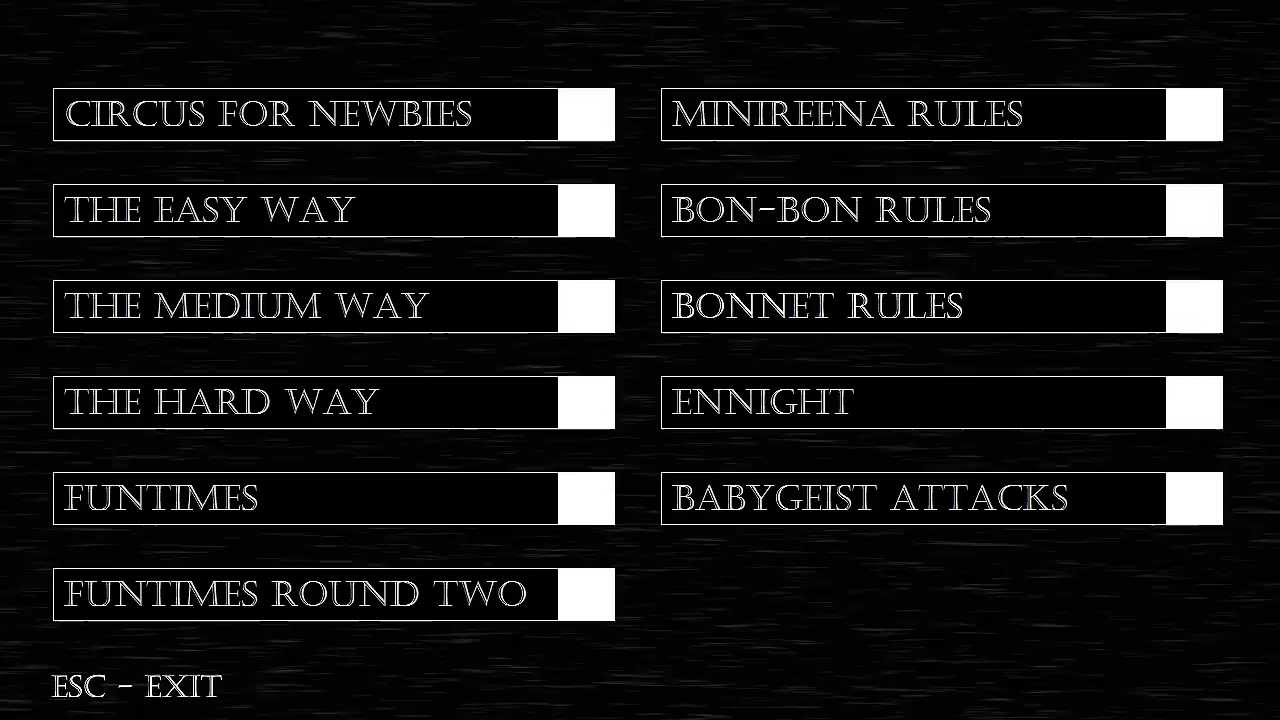 CIRCUS FOR NEWBIES
THE EASY WAY
THE MEDIUM WAY
THE HARD WAY
FUNTIMES
FUNTIMES ROUND TWO
MINIREENA RULES
BON-BON RULES
BONNET RULES
ENNIGHT
BABYGEIST ATTACKS
ESC - EXIT